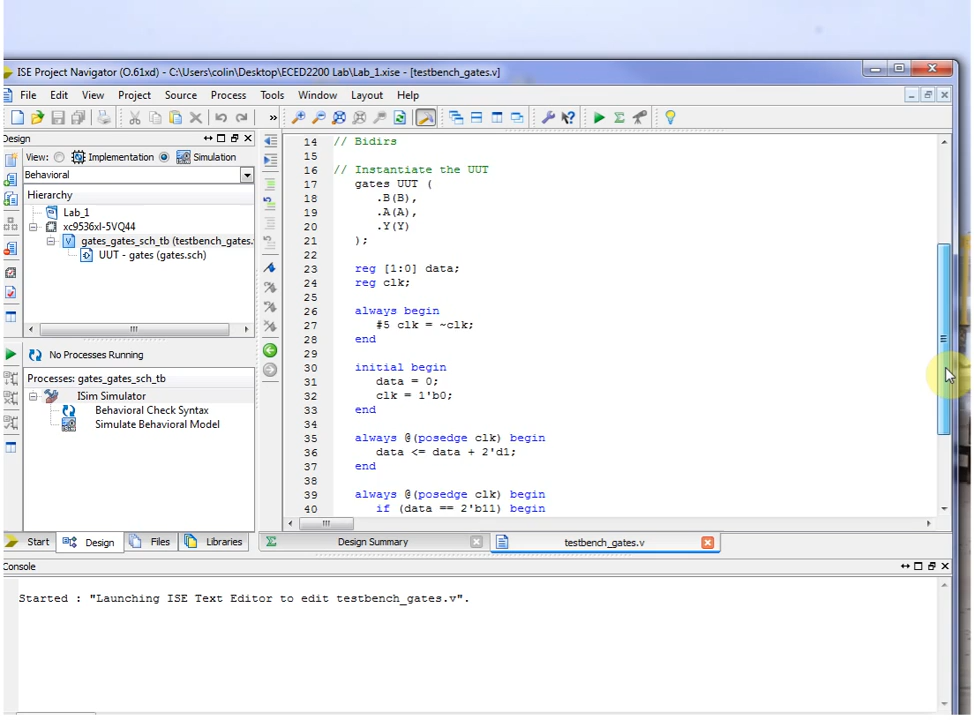 ISE Project Navigator (O.61xd) - C:\Users\colin\Desktop\ECED2200 Lab\Lab_1.xise - [testbench_gates.v]
File Edit View Project Source Process Tools Window Layout Help
»
Design
View: Implementation Simulation
Behavioral
Hierarchy
Lab_1
xc9536xl-5VQ44
gates_gates_sch_tb (testbench_gates.
UUT - gates (gates.sch)
No Processes Running
Processes: gates_gates_sch_tb
ISim Simulator
Behavioral Check Syntax
Simulate Behavioral Model
Start Design Files Libraries
14 // Bidirs
15
16 // Instantiate the UUT
17 gates UUT (
18 .B(B),
19 .A(A),
20 .Y(Y)
21 );
22
23 reg [1:0] data;
24 reg clk;
25
26 always begin
27 #5 clk = ~clk;
28 end
29
30 initial begin
31 data = 0;
32 clk = 1'b0;
33 end
34
35 always @(posedge clk) begin
36 data <= data + 2'd1;
37 end
38
39 always @(posedge clk) begin
40 if (data == 2'b11) begin
Design Summary testbench_gates.v
Console
Started : "Launching ISE Text Editor to edit testbench_gates.v".